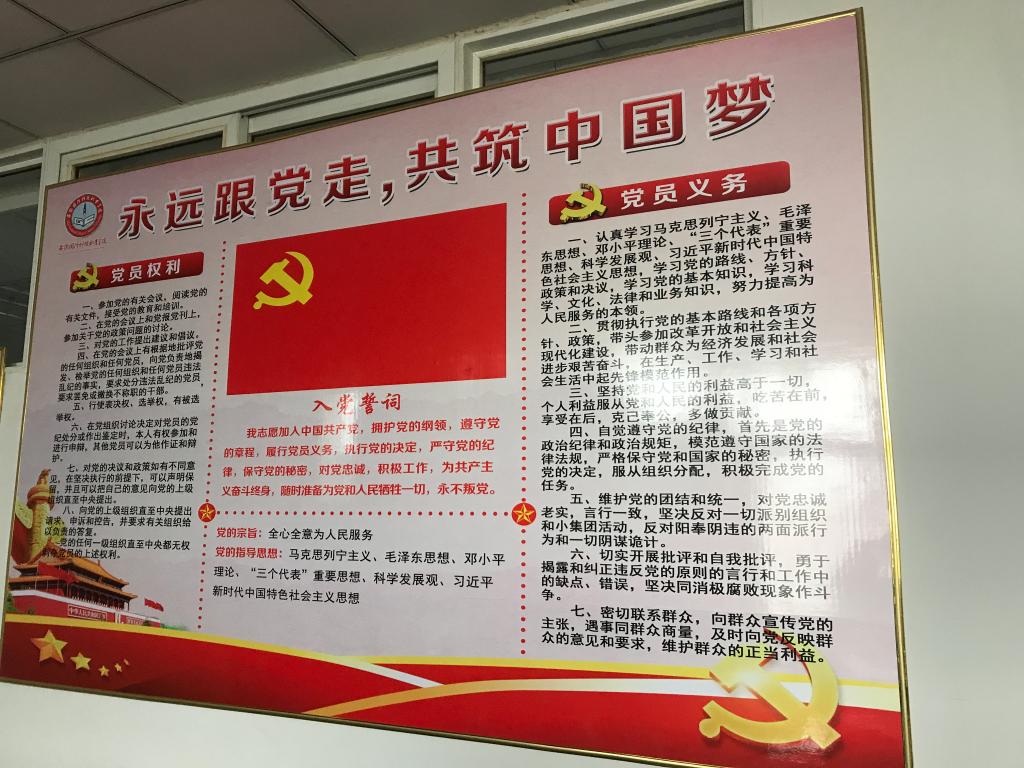 永远跟党走,共筑中国梦
党员权利
一、参加党的有关会议，阅读党的
有关文件，接受党的教育和培训。
二、在党的会议上和党报党刊上，
参加关于党的政策问题的讨论。
三、对党的工作提出建议和倡议。
四、在党的会议上有根据地批评党
的任何组织和任何党员，向党负责地揭
发、检举党的任何组织和任何党员违法
乱纪的事实，要求处分违法乱纪的党员，
要求罢免或撤换不称职的干部。
五、行使表决权、选举权，有被选
举权。
六、在党组织讨论决定对党员的党
纪处分或作出鉴定时，本人有权参加和
进行申辩，其他党员可以为他作证和辩
护。
七、对党的决议和政策如有不同意
见，在坚决执行的前提下，可以声明保
留，并且可以把自己的意见向党的上级
组织直至中央提出。
八、向党的上级组织直至中央提出
请求、申诉和控告，并要求有关组织给
以负责的答复。
党的任何一级组织直至中央都无权
剥夺党员的上述权利。
入党誓词
我志愿加入中国共产党，拥护党的纲领，遵守党
的章程，履行党员义务，执行党的决定，严守党的纪
律，保守党的秘密，对党忠诚，积极工作，为共产主
义奋斗终身，随时准备为党和人民牺牲一切，永不叛党。
党的宗旨：全心全意为人民服务
党的指导思想：马克思列宁主义、毛泽东思想、邓小平
理论、“三个代表”重要思想、科学发展观、习近平
新时代中国特色社会主义思想
党员义务
一、认真学习马克思列宁主义、毛泽
东思想、邓小平理论、“三个代表”重要
思想、科学发展观、习近平新时代中国特
色社会主义思想，学习党的路线、方针、
政策和决议，学习党的基本知识，学习科
学、文化、法律和业务知识，努力提高为
人民服务的本领。
二、贯彻执行党的基本路线和各项方
针、政策，带头参加改革开放和社会主义
现代化建设，带动群众为经济发展和社会
进步艰苦奋斗，在生产、工作、学习和社
会生活中起先锋模范作用。
三、坚持党和人民的利益高于一切，
个人利益服从党和人民的利益，吃苦在前，
享受在后，克己奉公，多做贡献。
四、自觉遵守党的纪律，首先是党的
政治纪律和政治规矩，模范遵守国家的法
律法规，严格保守党和国家的秘密，执行
党的决定，服从组织分配，积极完成党的
任务。
五、维护党的团结和统一，对党忠诚
老实，言行一致，坚决反对一切派别组织
和小集团活动，反对阳奉阴违的两面派行
为和一切阴谋诡计。
六、切实开展批评和自我批评，勇于
揭露和纠正违反党的原则的言行和工作中
的缺点、错误，坚决同消极腐败现象作斗
争。
七、密切联系群众，向群众宣传党的
主张，遇事同群众商量，及时向党反映群
众的意见和要求，维护群众的正当利益。